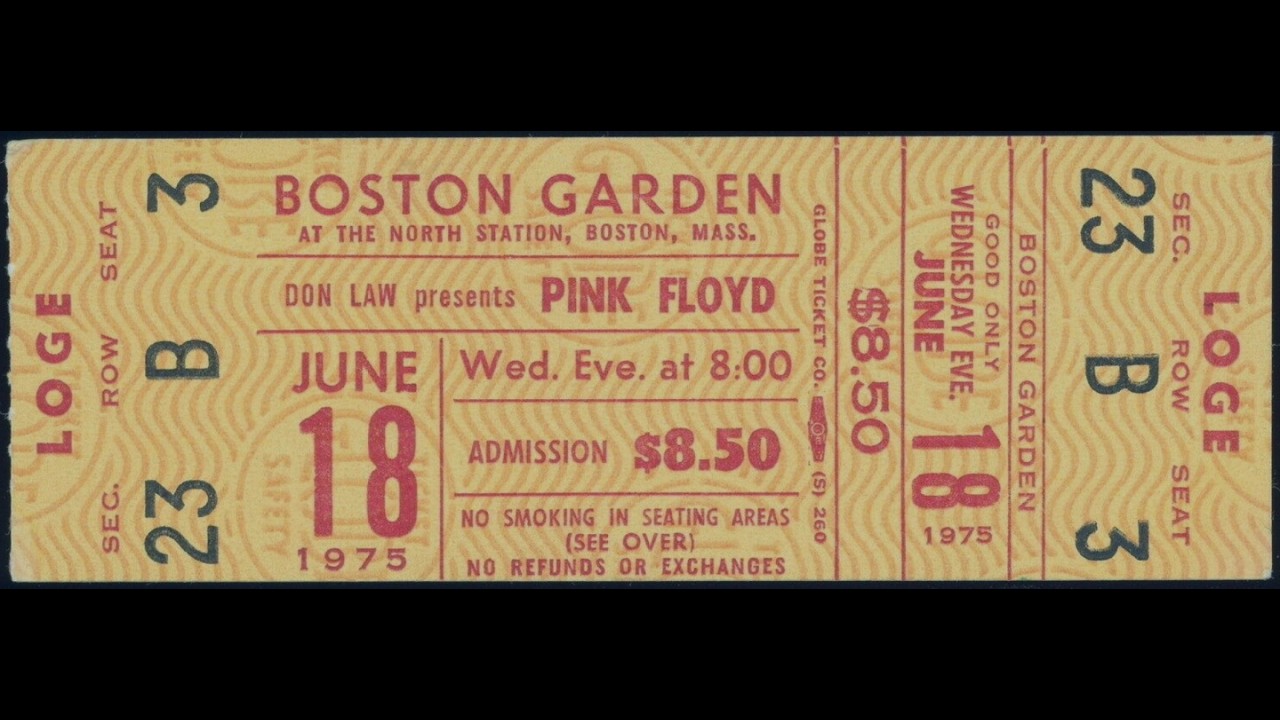 LOGE
SEC. ROW SEAT
23 B 3
BOSTON GARDEN
AT THE NORTH STATION, BOSTON, MASS.
DON LAW presents PINK FLOYD
JUNE
18
1975
Wed. Eve. at 8:00
ADMISSION $8.50
NO SMOKING IN SEATING AREAS
(SEE OVER)
NO REFUNDS OR EXCHANGES
GLOBE TICKET CO. (S) 260
$8.50
BOSTON GARDEN
GOOD ONLY
WEDNESDAY EVE.
JUNE
18
1975
LOGE
SEC. ROW SEAT
23 B 3